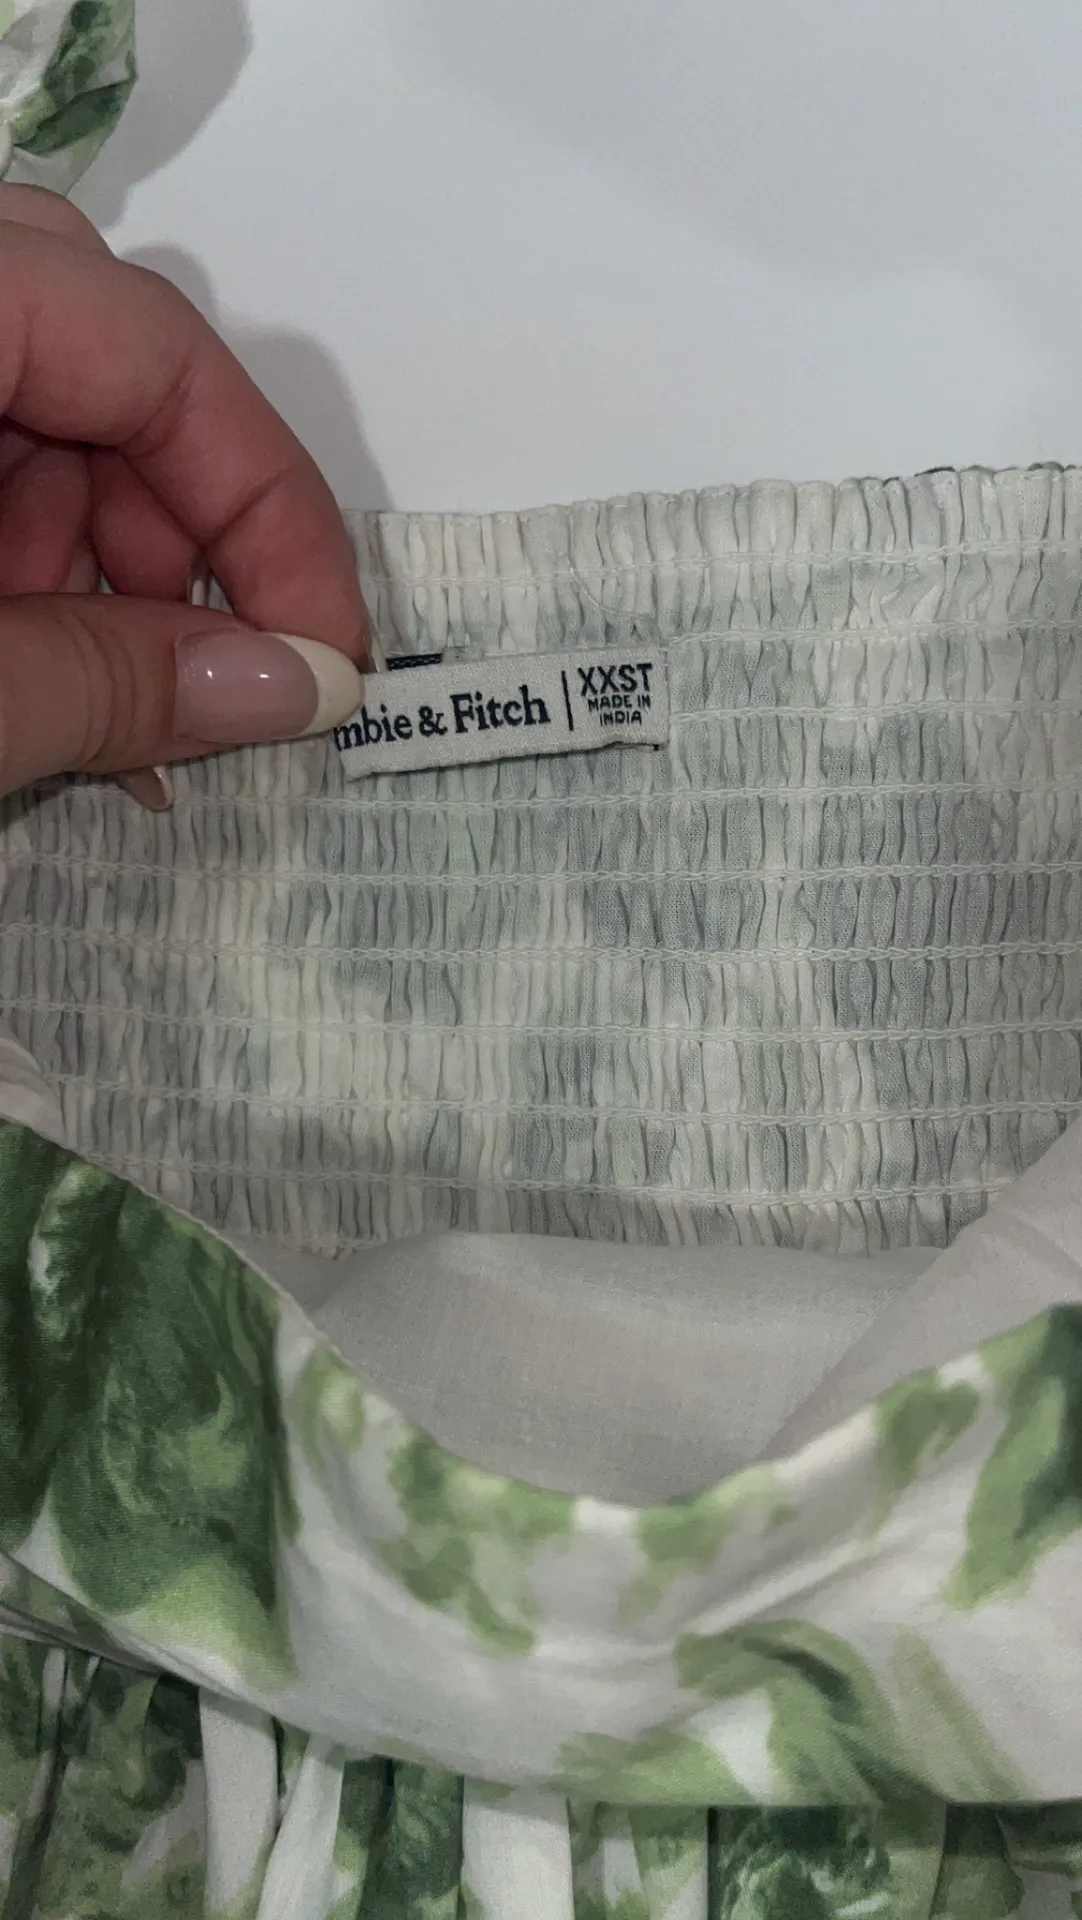 mbie & Fitch
XXST
MADE IN
INDIA